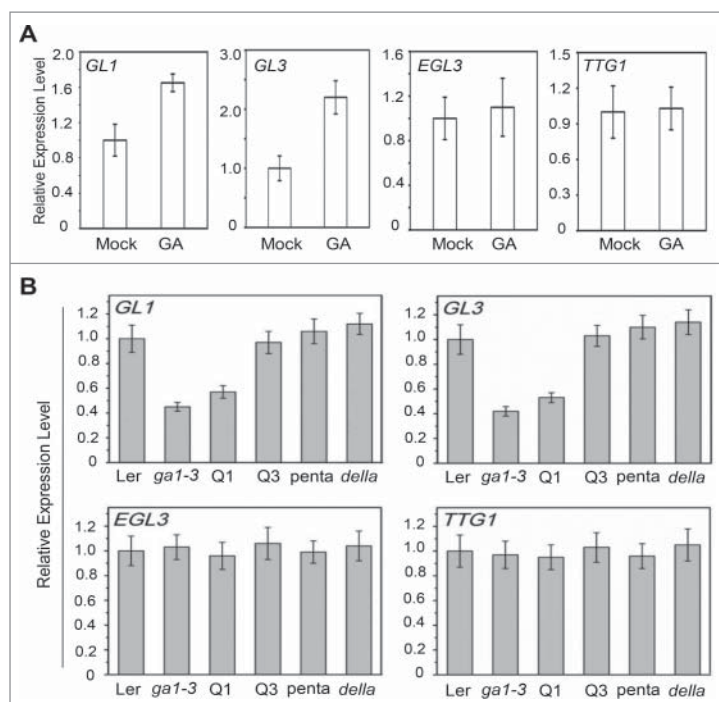 A
Relative Expression Level
GL1
2.0
1.6
1.2
0.8
0.4
0
Mock GA
GL3
3.0
2.0
1.0
0
Mock GA
EGL3
1.6
1.2
0.8
0.4
0
Mock GA
TTG1
1.5
1.2
0.9
0.6
0.3
0
Mock GA
B
Relative Expression Level
GL1
1.2
1.0
0.8
0.6
0.4
0.2
0
Ler ga1-3 Q1 Q3 penta della
GL3
1.2
1.0
0.8
0.6
0.4
0.2
0
Ler ga1-3 Q1 Q3 penta della
EGL3
1.2
1.0
0.8
0.6
0.4
0.2
0
Ler ga1-3 Q1 Q3 penta della
TTG1
1.2
1.0
0.8
0.6
0.4
0.2
0
Ler ga1-3 Q1 Q3 penta della